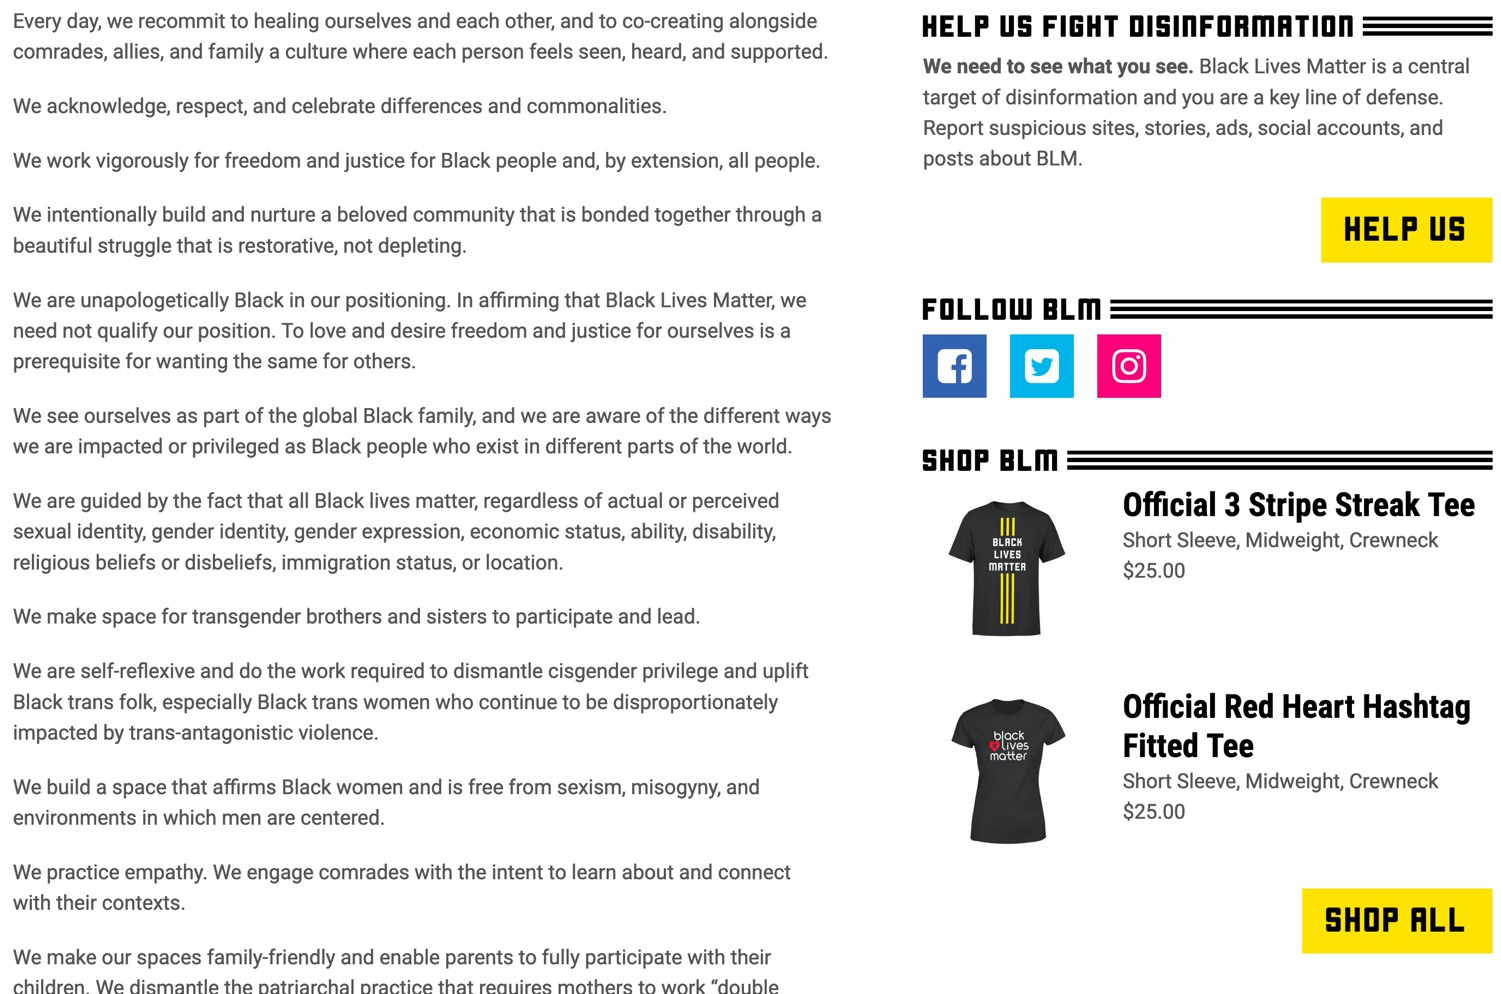 Every day, we recommit to healing ourselves and each other, and to co-creating alongside
comrades, allies, and family a culture where each person feels seen, heard, and supported.
We acknowledge, respect, and celebrate differences and commonalities.
We work vigorously for freedom and justice for Black people and, by extension, all people.
We intentionally build and nurture a beloved community that is bonded together through a
beautiful struggle that is restorative, not depleting.
We are unapologetically Black in our positioning. In affirming that Black Lives Matter, we
need not qualify our position. To love and desire freedom and justice for ourselves is a
prerequisite for wanting the same for others.
We see ourselves as part of the global Black family, and we are aware of the different ways
we are impacted or privileged as Black people who exist in different parts of the world.
We are guided by the fact that all Black lives matter, regardless of actual or perceived
sexual identity, gender identity, gender expression, economic status, ability, disability,
religious beliefs or disbeliefs, immigration status, or location.
We make space for transgender brothers and sisters to participate and lead.
We are self-reflexive and do the work required to dismantle cisgender privilege and uplift
Black trans folk, especially Black trans women who continue to be disproportionately
impacted by trans-antagonistic violence.
We build a space that affirms Black women and is free from sexism, misogyny, and
environments in which men are centered.
We practice empathy. We engage comrades with the intent to learn about and connect
with their contexts.
We make our spaces family-friendly and enable parents to fully participate with their
children. We dismantle the patriarchal practice that requires mothers to work “double
HELP US FIGHT DISINFORMATION
We need to see what you see. Black Lives Matter is a central
target of disinformation and you are a key line of defense.
Report suspicious sites, stories, ads, social accounts, and
posts about BLM.
HELP US
FOLLOW BLM
SHOP BLM
BLACK
LIVES
MATTER
Official 3 Stripe Streak Tee
Short Sleeve, Midweight, Crewneck
$25.00
black
lives
matter
Official Red Heart Hashtag
Fitted Tee
Short Sleeve, Midweight, Crewneck
$25.00
SHOP ALL